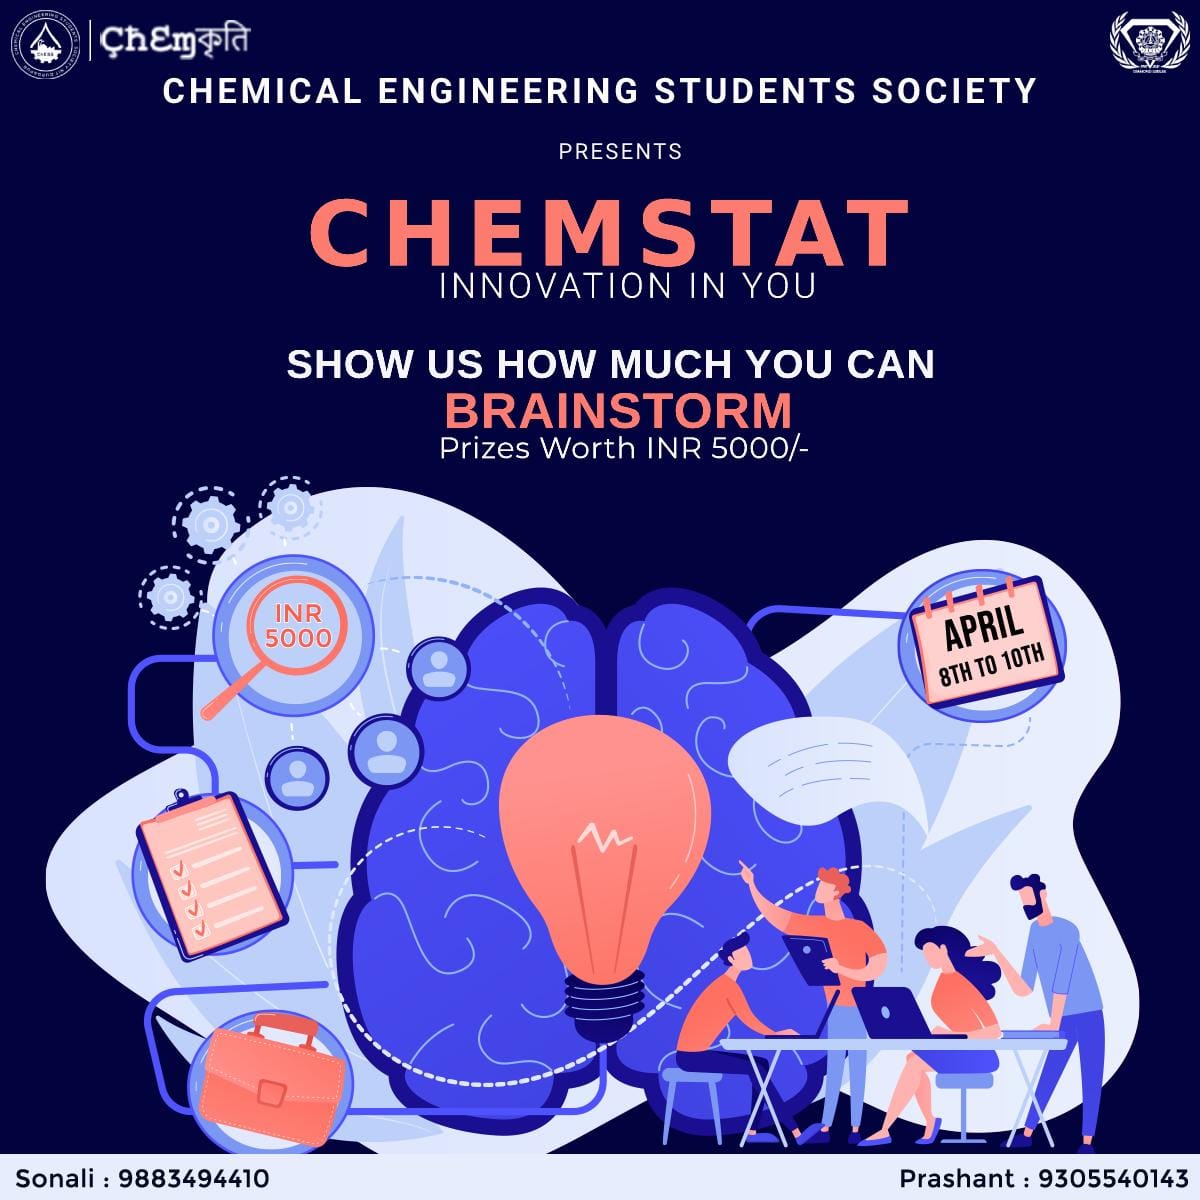 ChEmকৃতি
CHEMICAL ENGINEERING STUDENTS SOCIETY
PRESENTS
CHEMSTAT
INNOVATION IN YOU
SHOW US HOW MUCH YOU CAN
BRAINSTORM
Prizes Worth INR 5000/-
INR
5000
APRIL
8TH TO 10TH
Sonali : 9883494410
Prashant : 9305540143